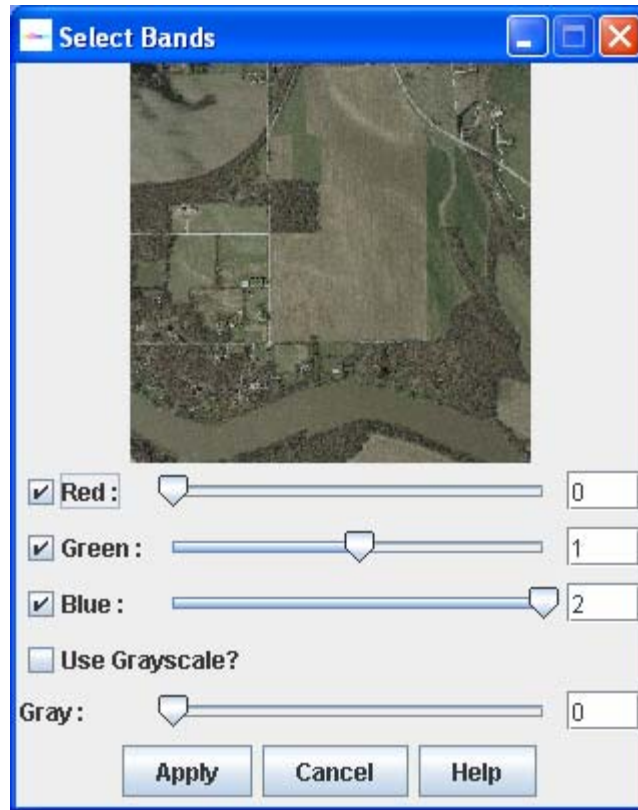 Select Bands
Red : 0
Green : 1
Blue : 2
Use Grayscale?
Gray : 0
Apply Cancel Help